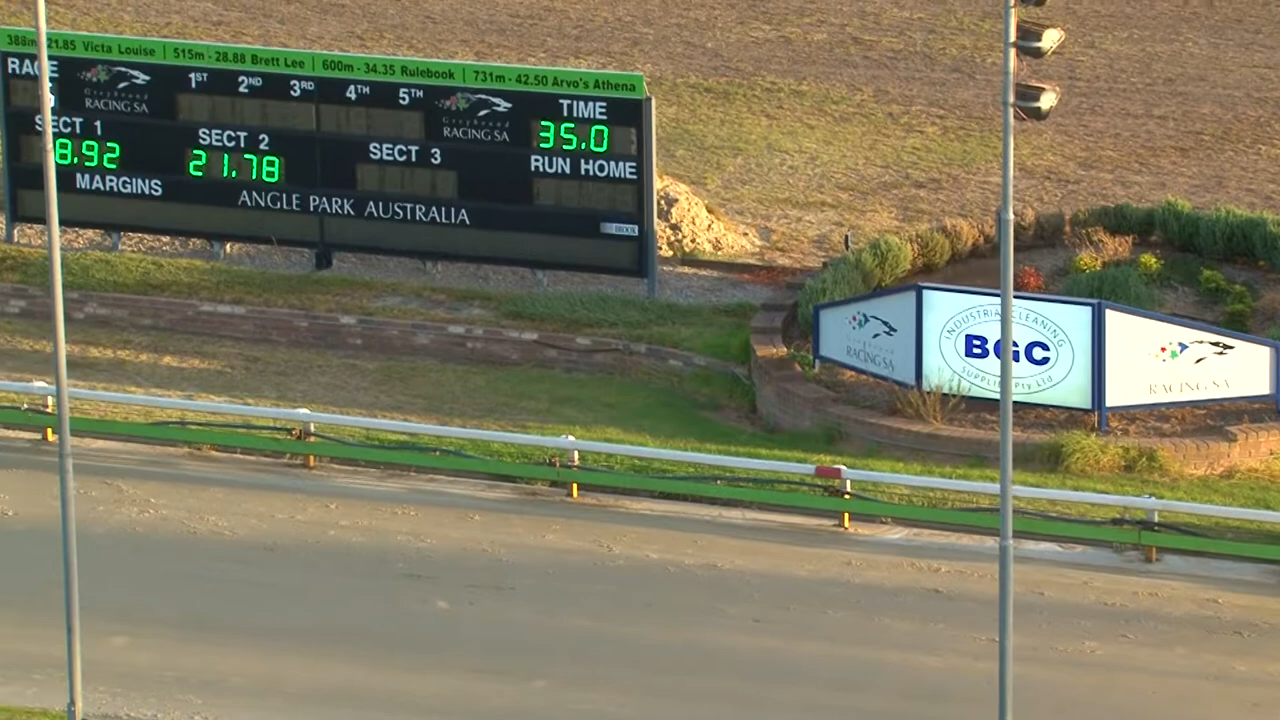 388m 21.85 Victa Louise | 515m - 28.88 Brett Lee | 600m - 34.35 Rulebook | 731m - 42.50 Arvo's Athena
RACE
Greyhound
RACING SA
1ST 2ND 3RD 4TH 5TH
Greyhound
RACING SA
TIME
35.0
SECT 1
8.92
SECT 2
21.78
SECT 3
RUN HOME
MARGINS
ANGLE PARK AUSTRALIA
BROOK
Greyhound
RACING SA
INDUSTRIAL CLEANING
BGC
SUPPLIES Pty Ltd
RACING SA